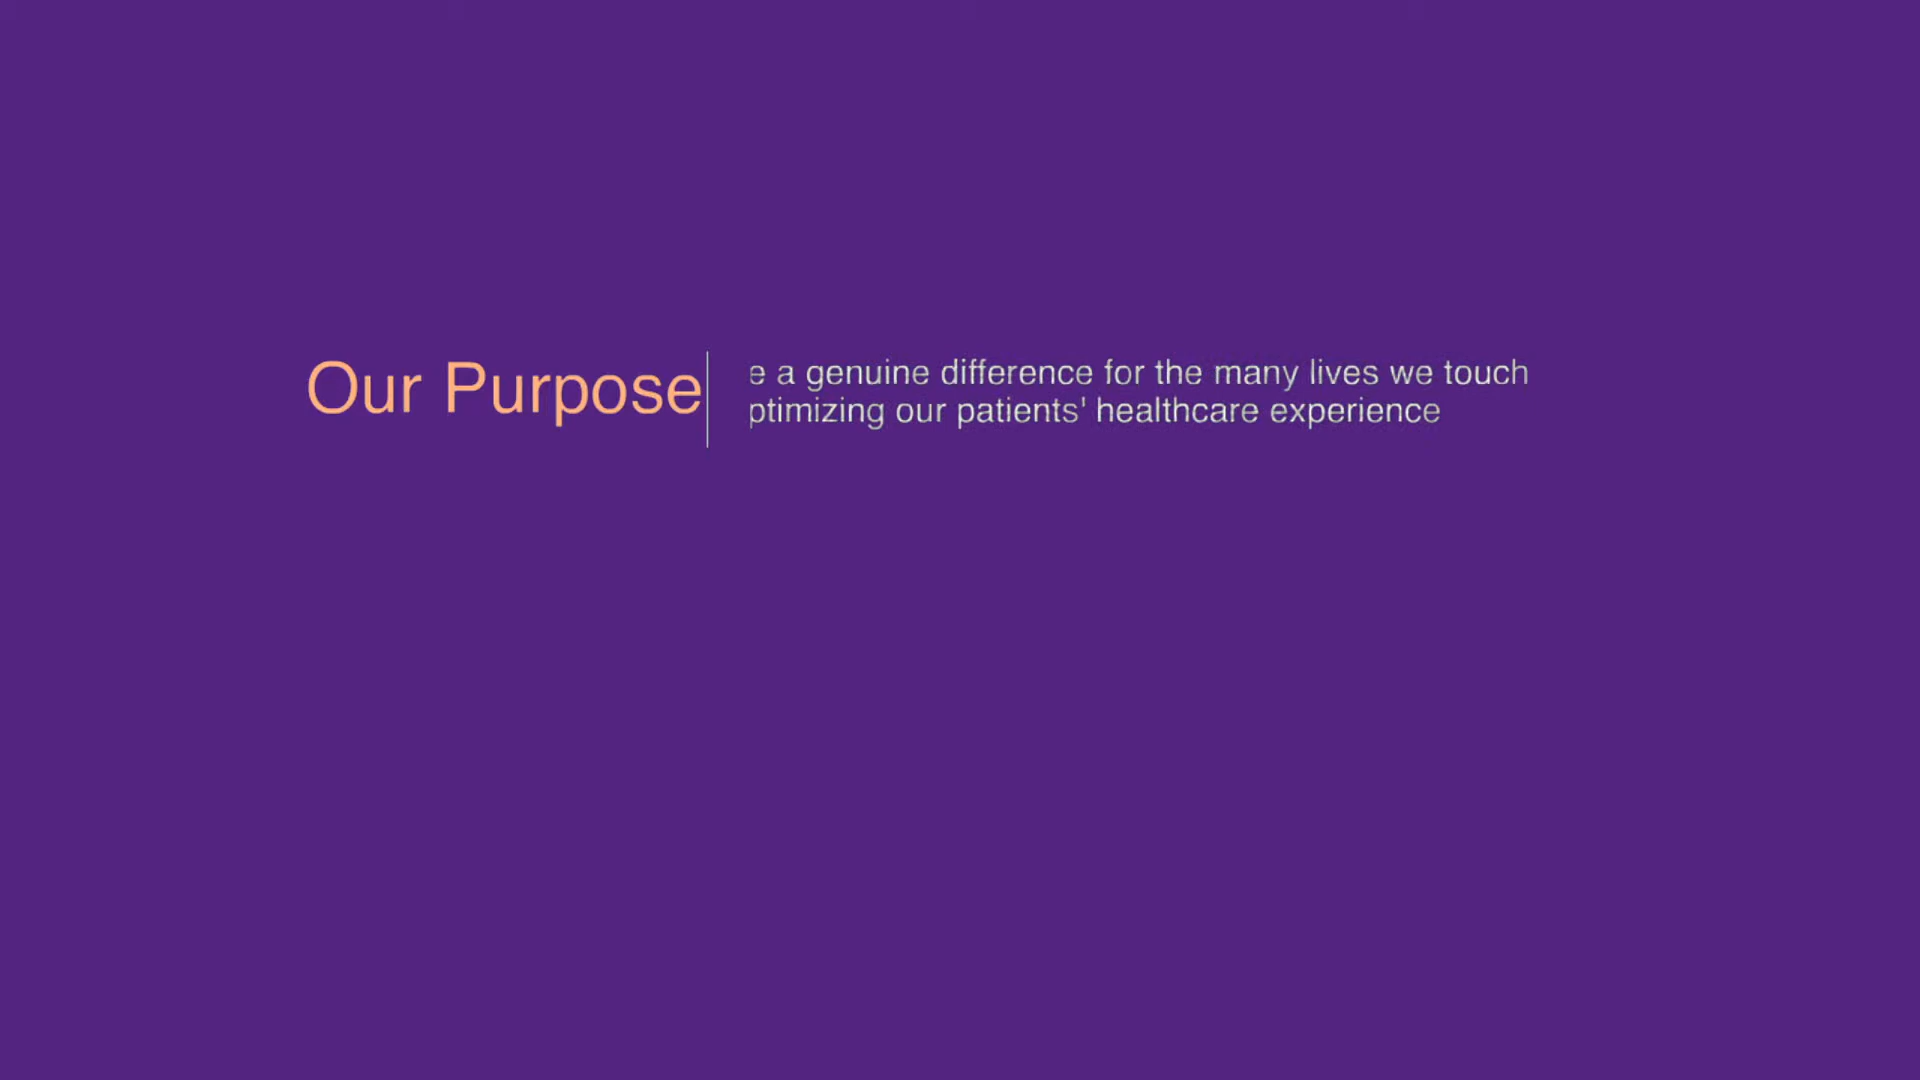 Our Purpose
e a genuine difference for the many lives we touch
ptimizing our patients' healthcare experience